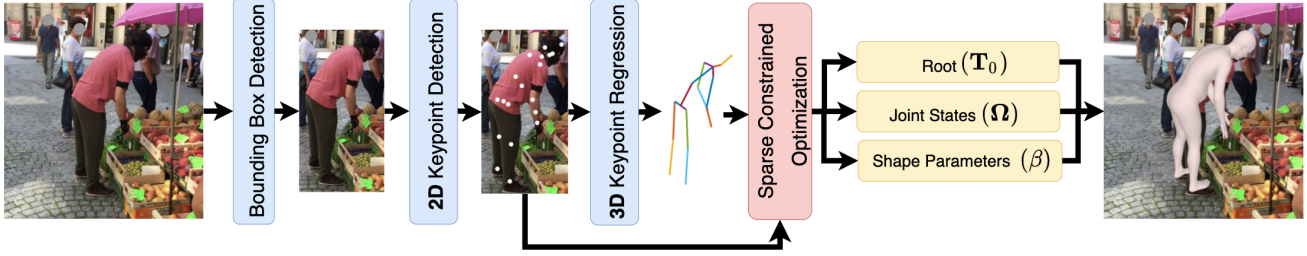 Bounding Box Detection
2D Keypoint Detection
3D Keypoint Regression
Sparse Constrained
Optimization
Root (T₀)
Joint States (Ω)
Shape Parameters (β)